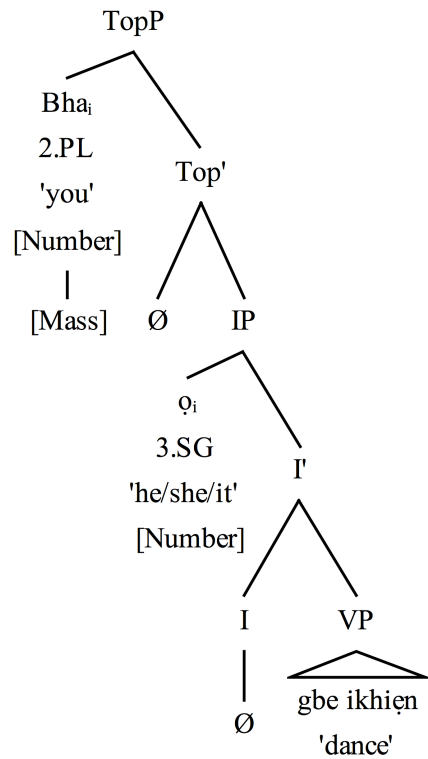 TopP
Bhaᵢ
2.PL
'you'
[Number]
[Mass]
Top'
Ø
IP
ọᵢ
3.SG
'he/she/it'
[Number]
I'
I
Ø
VP
gbe ikhiẹn
'dance'